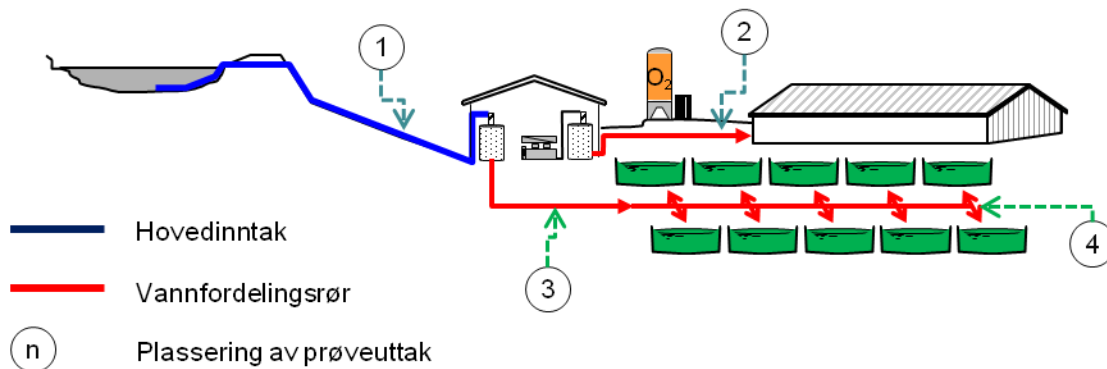 1
2
O2
3
4
Hovedinntak
Vannfordelingsrør
n Plassering av prøveuttak